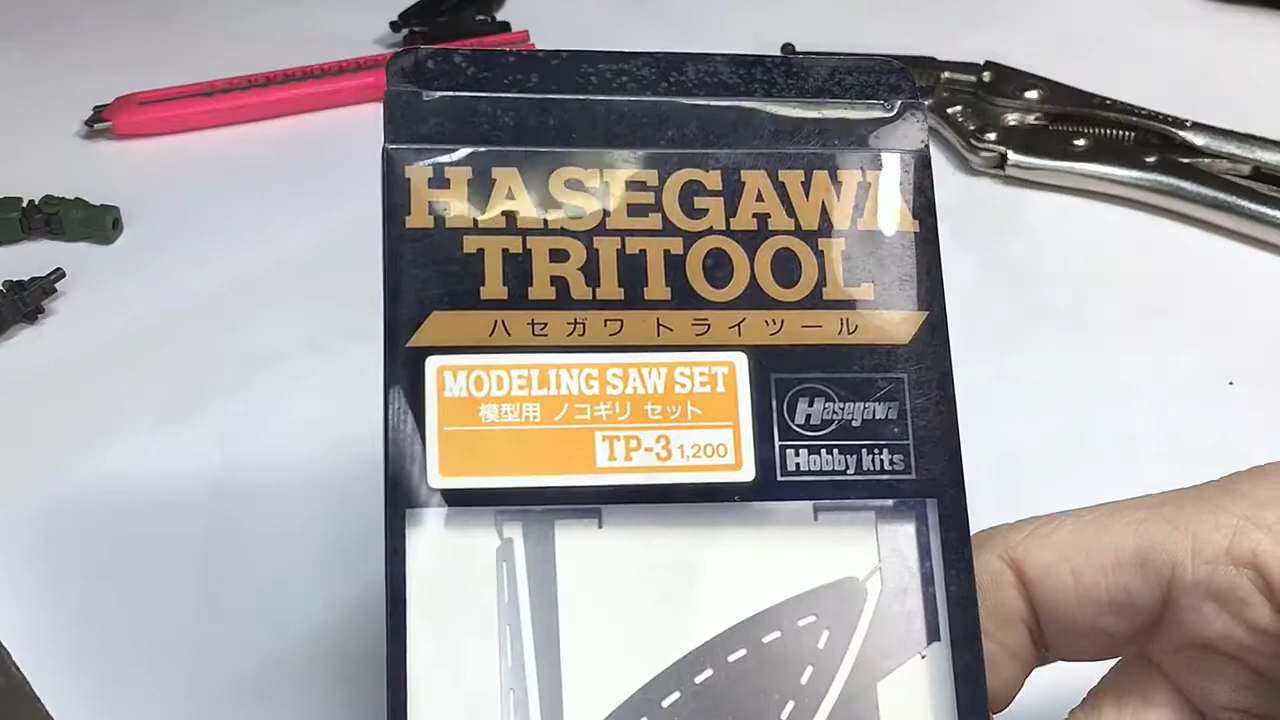 HASEGAWA
TRITOOL
ハセガワ トライツール
MODELING SAW SET
模型用 ノコギリ セット
TP-3 1,200
Hasegawa
Hobby kits